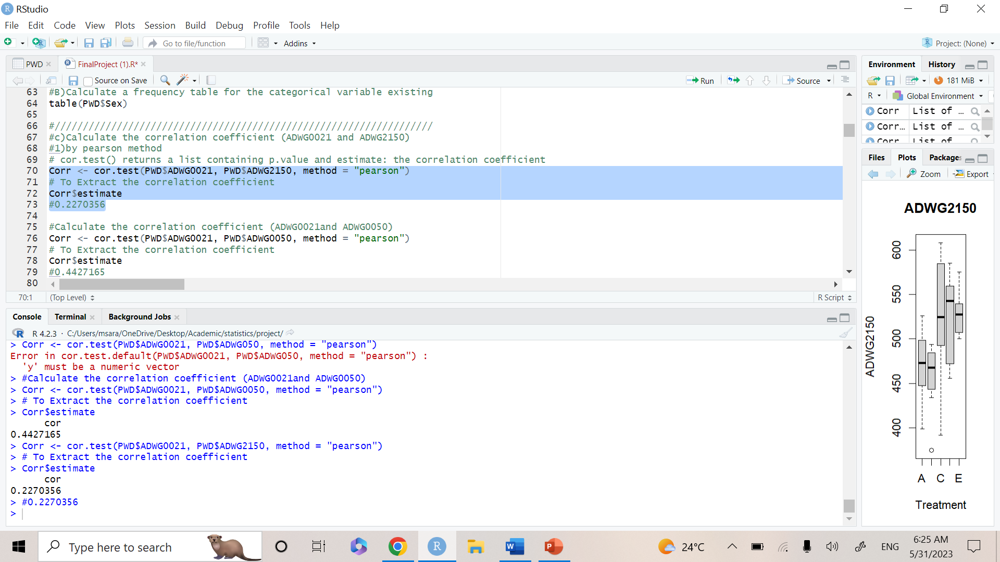 RStudio
File Edit Code View Plots Session Build Debug Profile Tools Help
Go to file/function Addins Project: (None)
PWD FinalProject (1).R*
Source on Save Run Source
63 #B)Calculate a frequency table for the categorical variable existing
64 table(PWD$Sex)
65
66 #///////////////////////////////////////////////////////////////////
67 #c)Calculate the correlation coefficient (ADWG0021 and ADWG2150)
68 #1)by pearson method
69 # cor.test() returns a list containing p.value and estimate: the correlation coefficient
70 Corr <- cor.test(PWD$ADWG0021, PWD$ADWG2150, method = "pearson")
71 # To Extract the correlation coefficient
72 Corr$estimate
73 #0.2270356
74
75 #Calculate the correlation coefficient (ADWG0021and ADWG0050)
76 Corr <- cor.test(PWD$ADWG0021, PWD$ADWG0050, method = "pearson")
77 # To Extract the correlation coefficient
78 Corr$estimate
79 #0.4427165
80
70:1 (Top Level) R Script
Console Terminal Background Jobs
R 4.2.3 · C:/Users/msara/OneDrive/Desktop/Academic/statistics/project/
> Corr <- cor.test(PWD$ADWG0021, PWD$ADWG050, method = "pearson")
Error in cor.test.default(PWD$ADWG0021, PWD$ADWG050, method = "pearson") :
'y' must be a numeric vector
> #Calculate the correlation coefficient (ADWG0021and ADWG0050)
> Corr <- cor.test(PWD$ADWG0021, PWD$ADWG0050, method = "pearson")
> # To Extract the correlation coefficient
> Corr$estimate
cor
0.4427165
> Corr <- cor.test(PWD$ADWG0021, PWD$ADWG2150, method = "pearson")
> # To Extract the correlation coefficient
> Corr$estimate
cor
0.2270356
> #0.2270356
>
Environment History
181 MiB
R Global Environment
Corr List of ...
Corr... List of ...
Corr List of
Files Plots Packages
Zoom Export
ADWG2150
600
550
500
450
400
ADWG2150
A C E
Treatment
Type here to search
24°C ENG 6:25 AM
5/31/2023